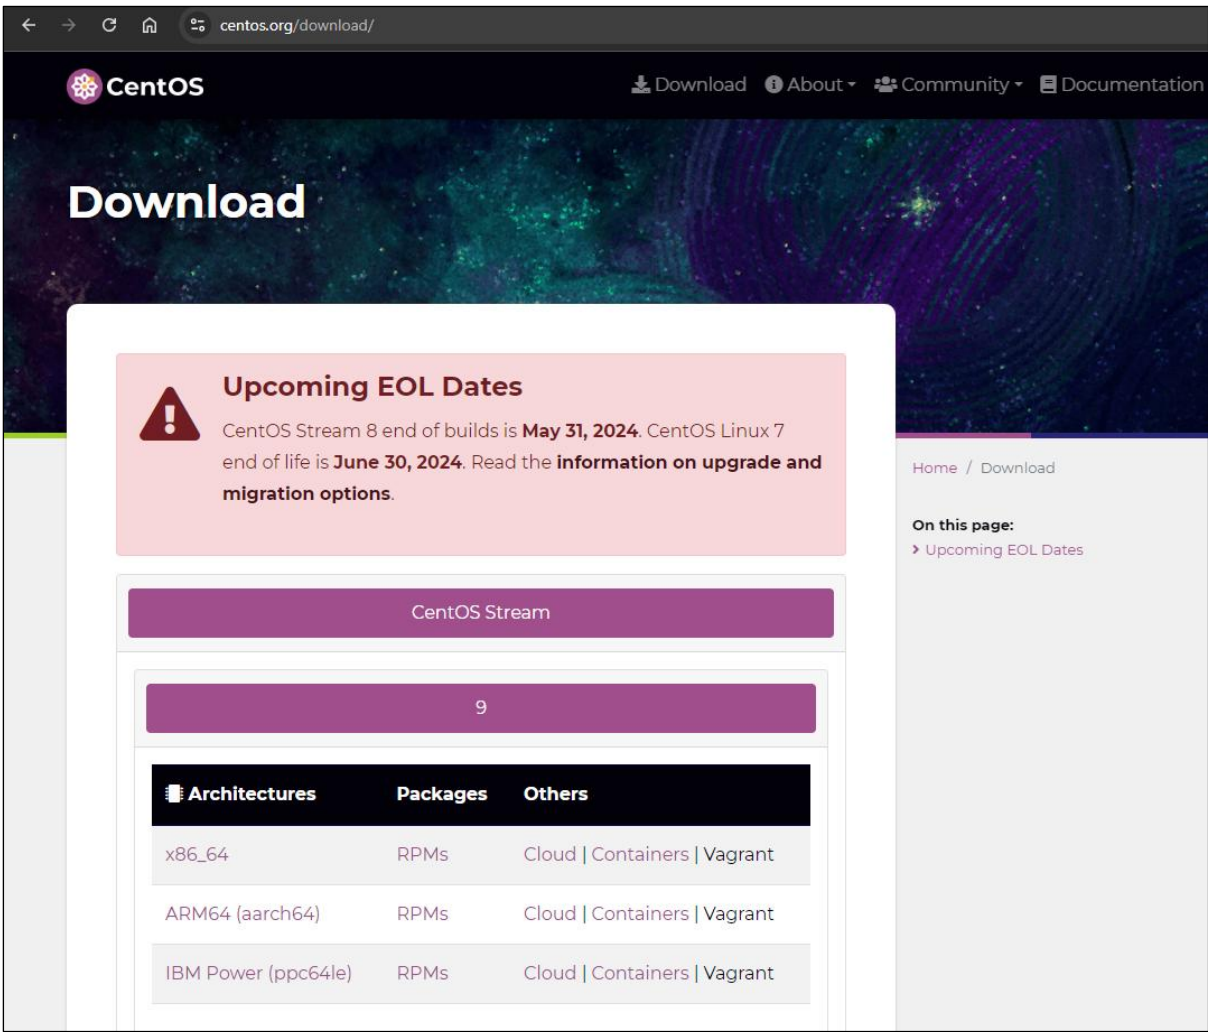 centos.org/download/
CentOS
Download About Community Documentation
Download
Upcoming EOL Dates
CentOS Stream 8 end of builds is May 31, 2024. CentOS Linux 7
end of life is June 30, 2024. Read the information on upgrade and
migration options.
Home / Download
On this page:
Upcoming EOL Dates
CentOS Stream
9
Architectures Packages Others
x86_64 RPMs Cloud | Containers | Vagrant
ARM64 (aarch64) RPMs Cloud | Containers | Vagrant
IBM Power (ppc64le) RPMs Cloud | Containers | Vagrant